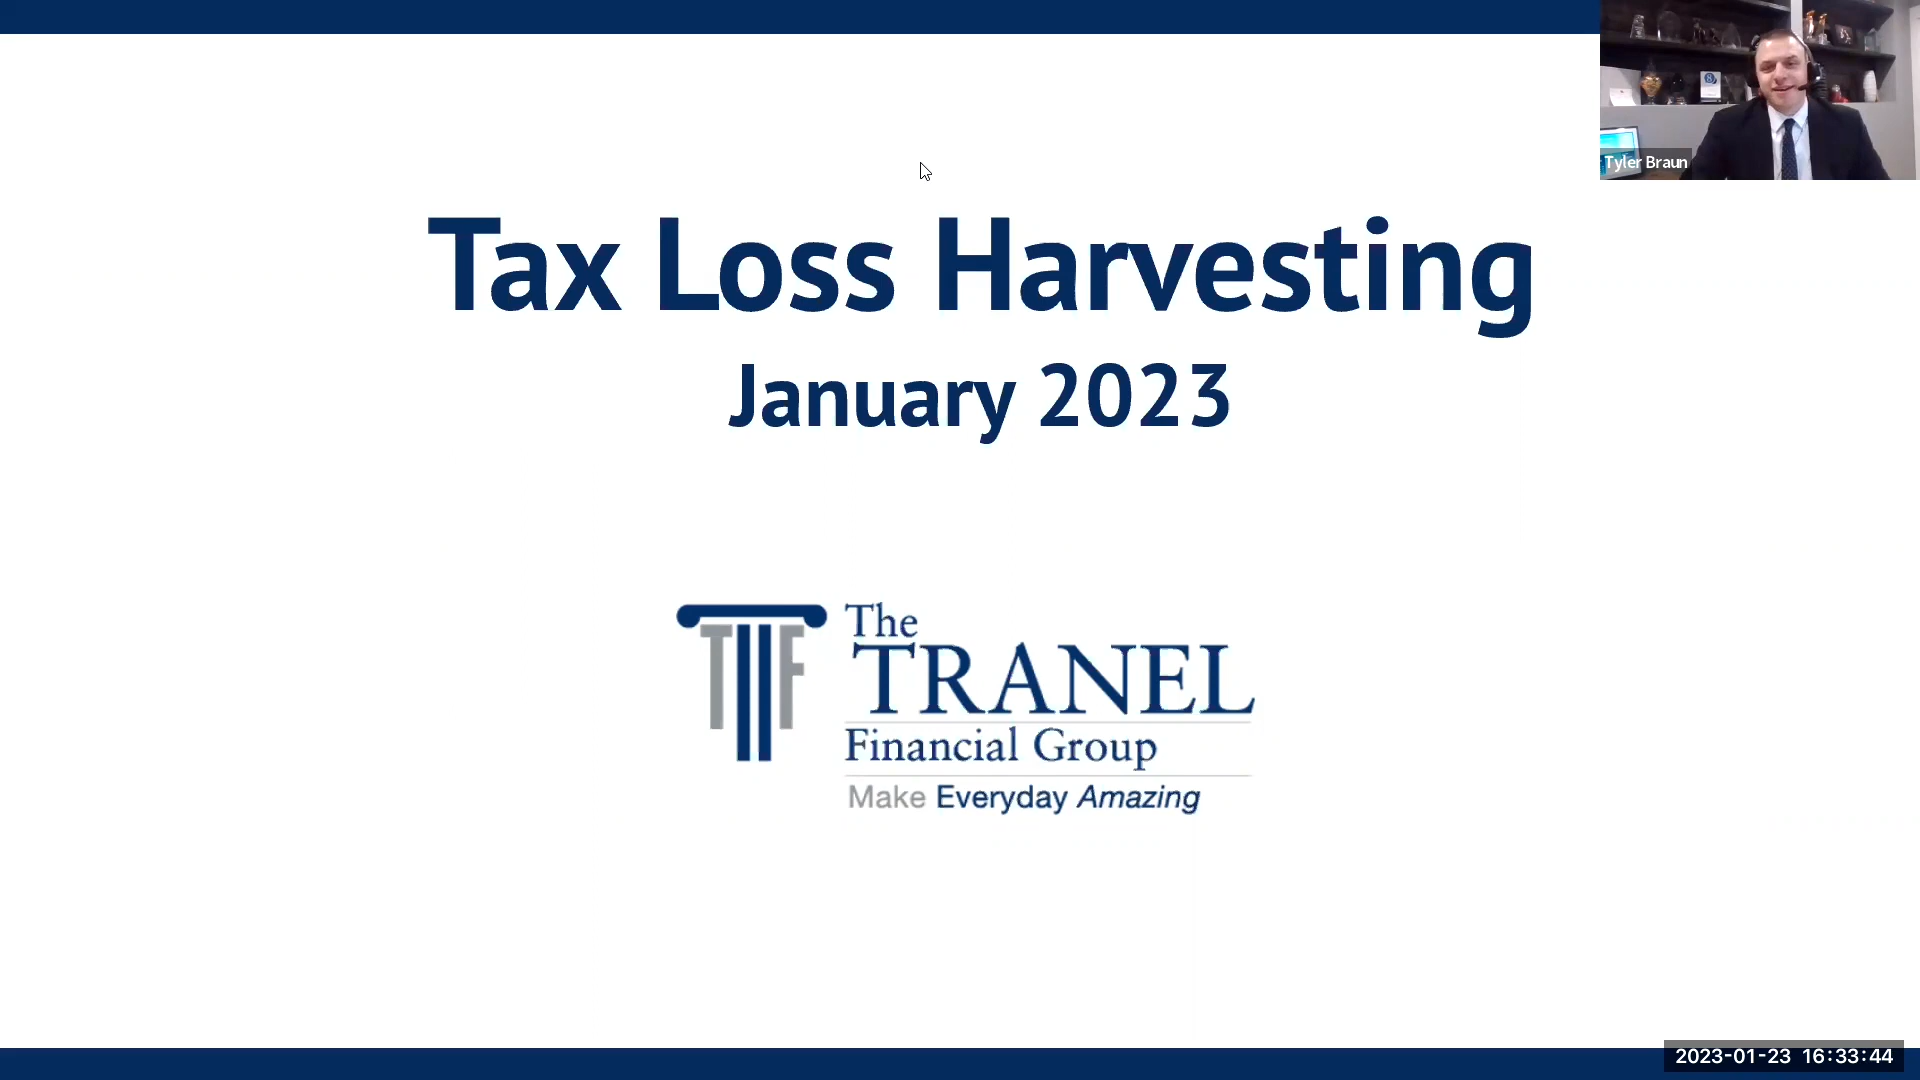 Tyler Braun
Tax Loss Harvesting
January 2023
TTF
The
TRANEL
Financial Group
Make Everyday Amazing
2023-01-23 16:33:44